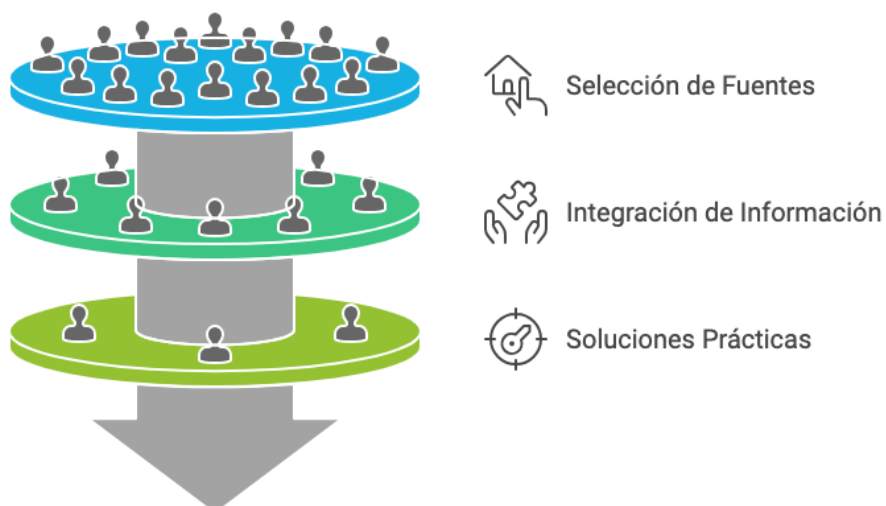 Selección de Fuentes
Integración de Información
Soluciones Prácticas